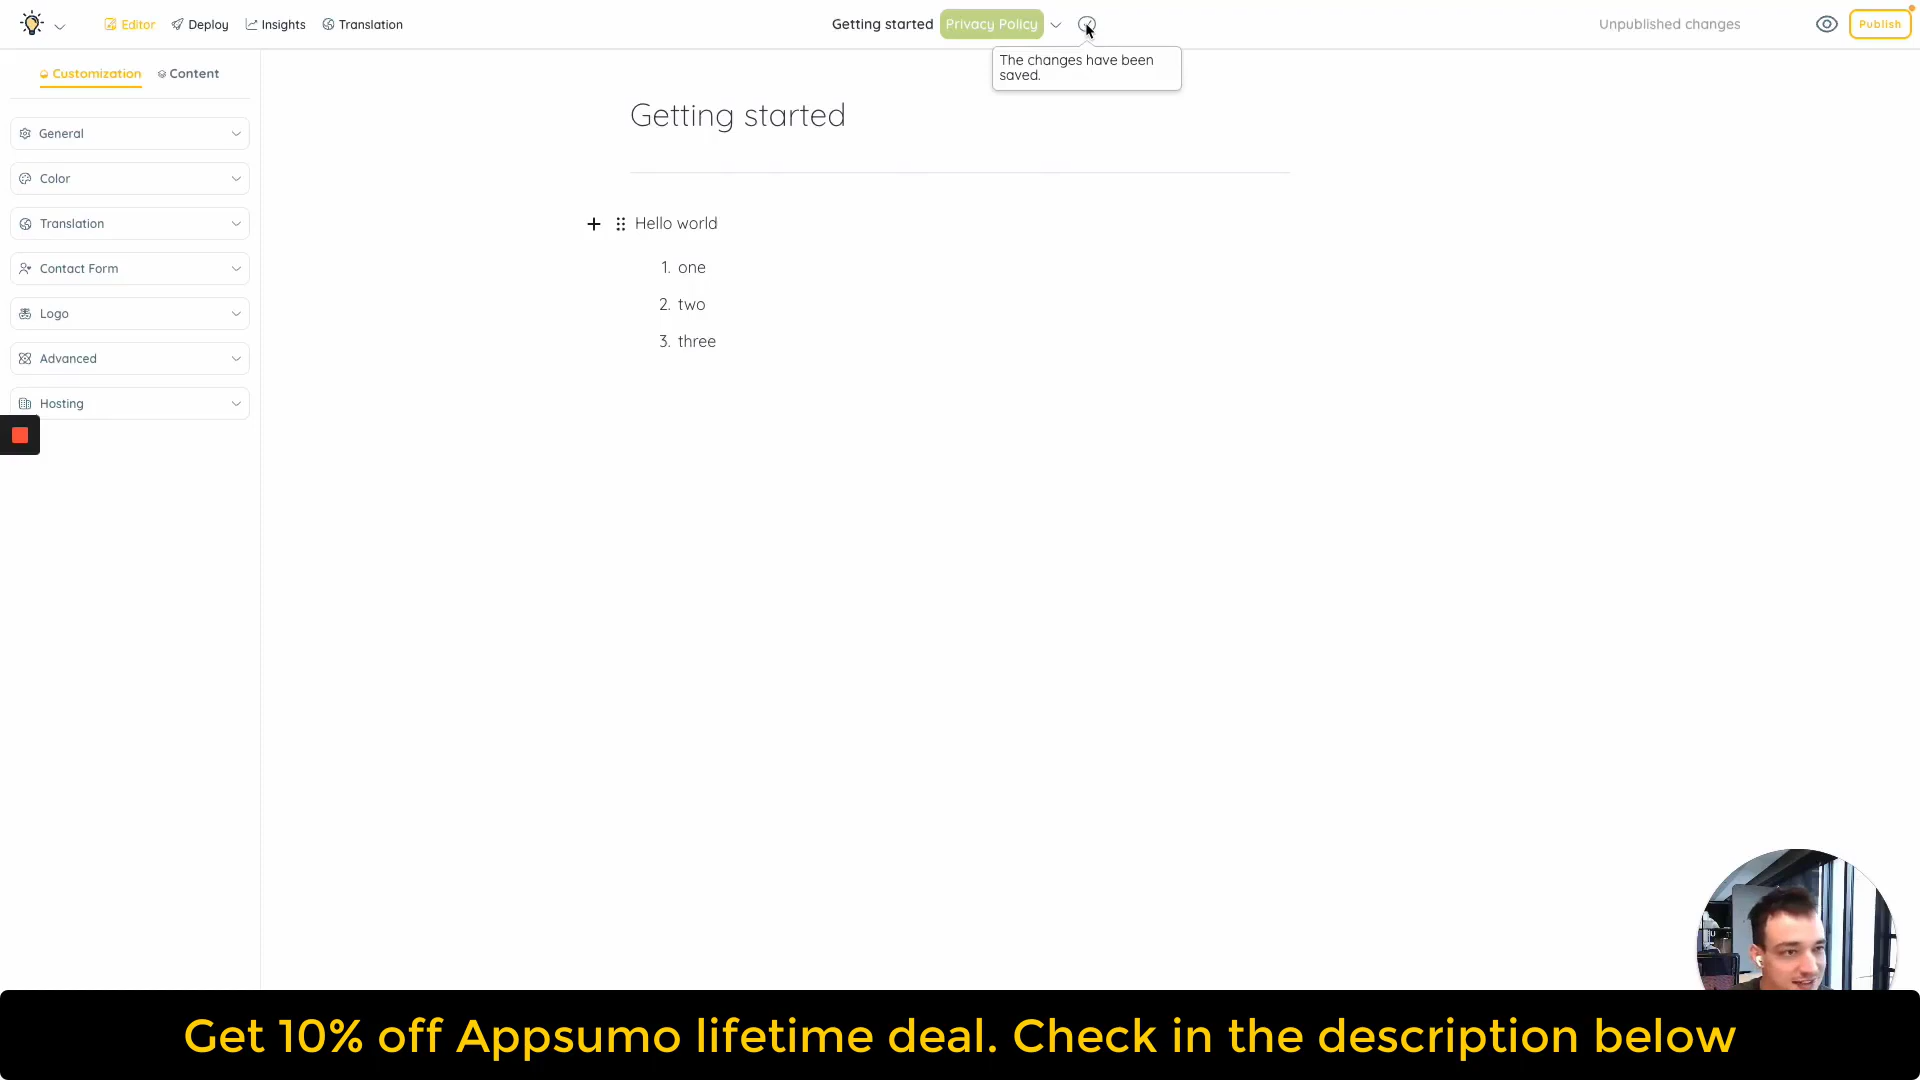 Editor Deploy Insights Translation Getting started Privacy Policy Unpublished changes Publish
The changes have been
saved.
Customization Content
General
Color
Translation
Contact Form
Logo
Advanced
Hosting
Getting started
Hello world
1. one
2. two
3. three
Get 10% off Appsumo lifetime deal. Check in the description below